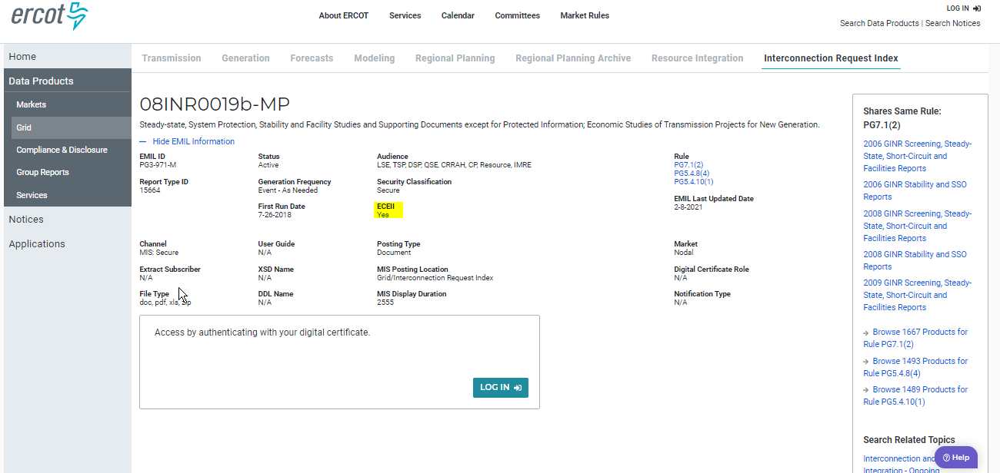 ercot
About ERCOT
Services
Calendar
Committees
Market Rules
LOG IN
Search Data Products | Search Notices
Home
Data Products
Markets
Grid
Compliance & Disclosure
Group Reports
Services
Notices
Applications
Transmission
Generation
Forecasts
Modeling
Regional Planning
Regional Planning Archive
Resource Integration
Interconnection Request Index
08INR0019b-MP
Steady-state, System Protection, Stability and Facility Studies and Supporting Documents except for Protected Information; Economic Studies of Transmission Projects for New Generation.
— Hide EMIL Information
EMIL ID
PG3-971-M
Status
Active
Audience
LSE, TSP, DSP, QSE, CRRAH, CP, Resource, IMRE
Rule
PG7.1(2)
PG5.4.8(4)
PG5.4.10(1)
Report Type ID
15664
Generation Frequency
Event - As Needed
Security Classification
Secure
EMIL Last Updated Date
2-8-2021
First Run Date
7-26-2018
ECEII
Yes
Channel
MIS: Secure
User Guide
N/A
Posting Type
Document
Market
Nodal
Extract Subscriber
N/A
XSD Name
N/A
MIS Posting Location
Grid/Interconnection Request Index
Digital Certificate Role
N/A
File Type
doc, pdf, xls, zip
DDL Name
N/A
MIS Display Duration
2555
Notification Type
N/A
Access by authenticating with your digital certificate.
LOG IN
Shares Same Rule:
PG7.1(2)
2006 GINR Screening, Steady-
State, Short-Circuit and
Facilities Reports
2006 GINR Stability and SSO
Reports
2008 GINR Screening, Steady-
State, Short-Circuit and
Facilities Reports
2008 GINR Stability and SSO
Reports
2009 GINR Screening, Steady-
State, Short-Circuit and
Facilities Reports
→ Browse 1667 Products for
Rule PG7.1(2)
→ Browse 1493 Products for
Rule PG5.4.8(4)
→ Browse 1489 Products for
Rule PG5.4.10(1)
Search Related Topics
Interconnection and
Integration - Ongoing
Help